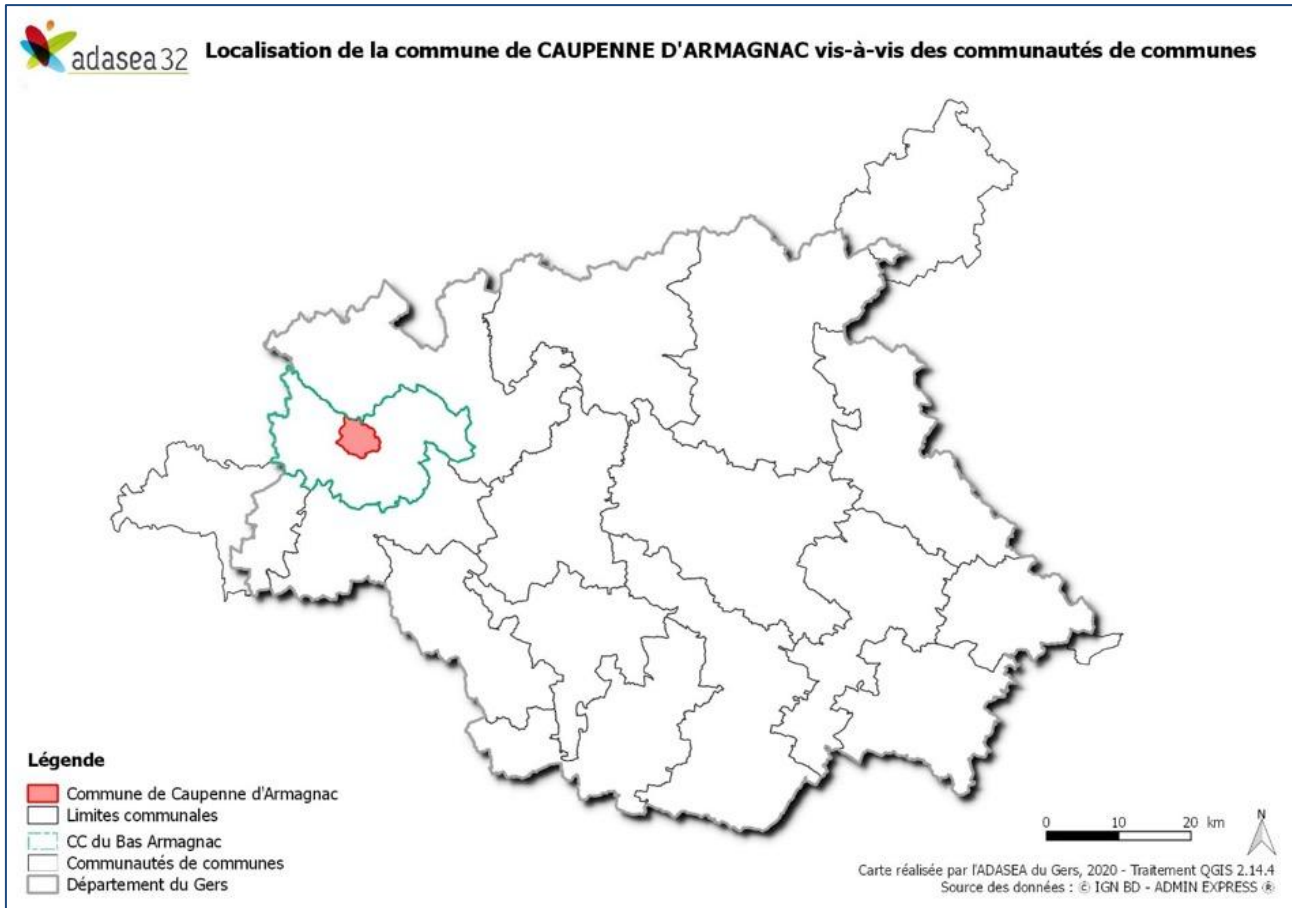 adasea 32
Localisation de la commune de CAUPENNE D'ARMAGNAC vis-à-vis des communautés de communes
Légende
Commune de Caupenne d'Armagnac
Limites communales
CC du Bas Armagnac
Communautés de communes
Département du Gers
0 10 20 km
N
Carte réalisée par l'ADASEA du Gers, 2020 - Traitement QGIS 2.14.4
Source des données : © IGN BD - ADMIN EXPRESS ®